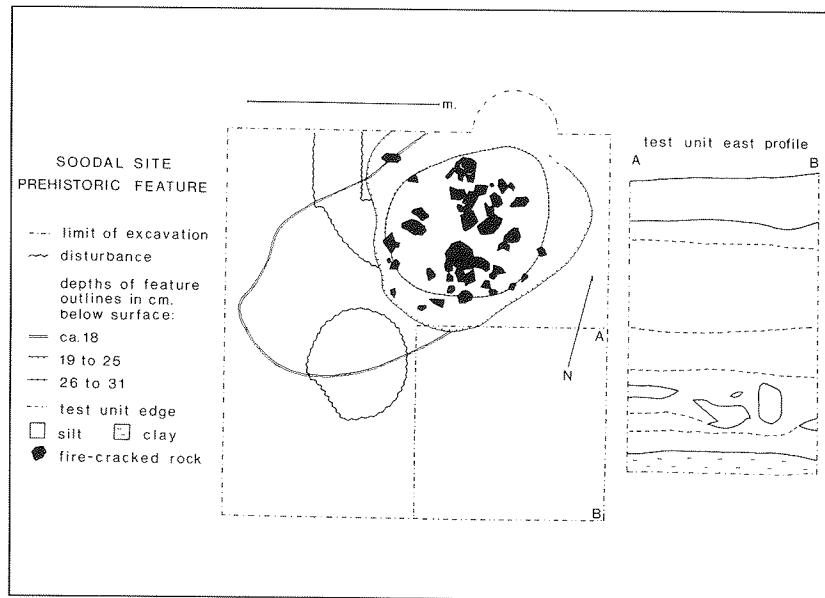 m.
SOODAL SITE
PREHISTORIC FEATURE
limit of excavation
disturbance
depths of feature
outlines in cm.
below surface:
ca. 18
19 to 25
26 to 31
test unit edge
silt clay
fire-cracked rock
A
N
B
test unit east profile
A B